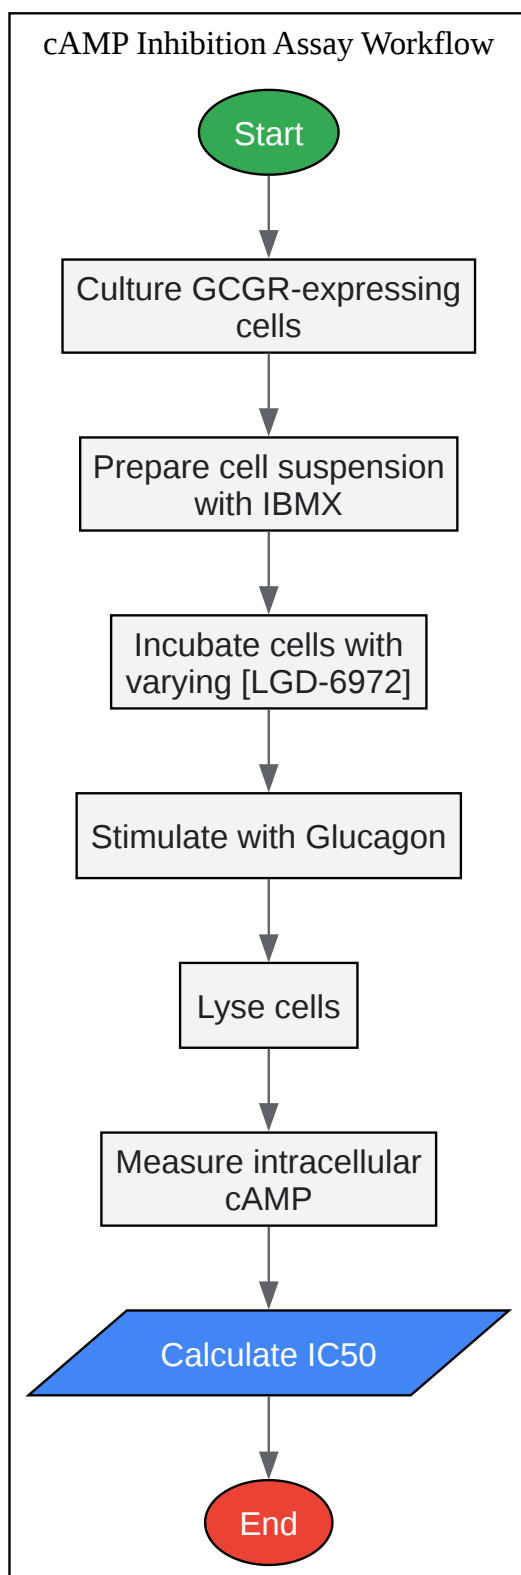 cAMP Inhibition Assay Workflow
Start
Culture GCGR-expressing
cells
Prepare cell suspension
with IBMX
Incubate cells with
varying [LGD-6972]
Stimulate with Glucagon
Lyse cells
Measure intracellular
cAMP
Calculate IC50
End